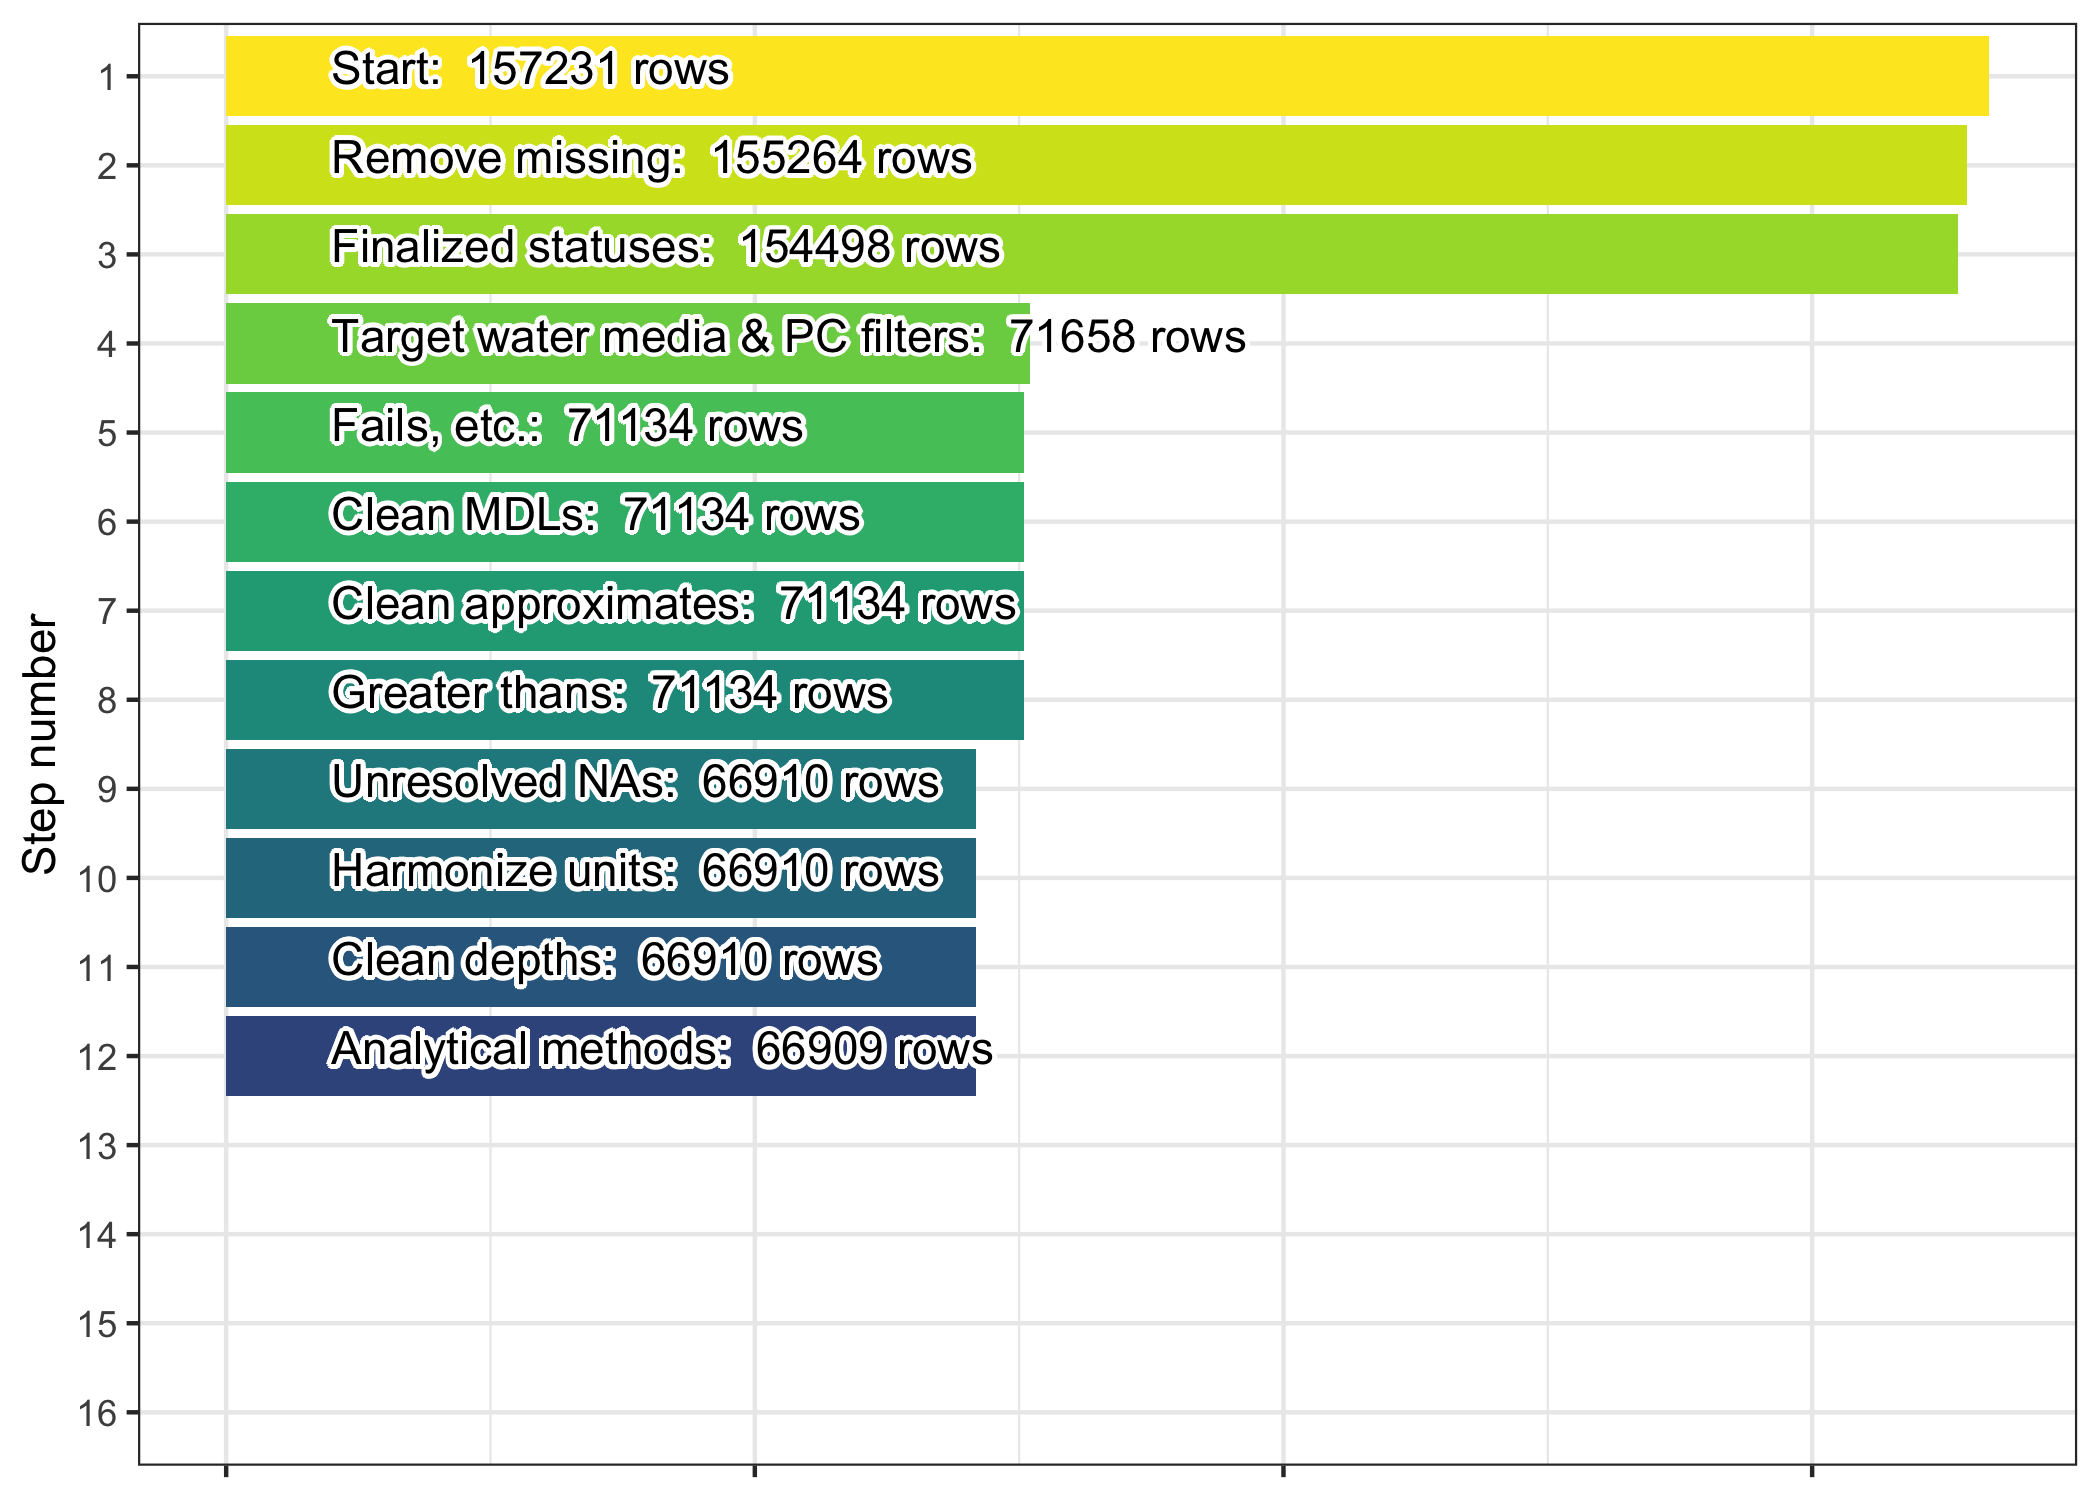 1 Start:  157231 rows
2 Remove missing:  155264 rows
3 Finalized statuses:  154498 rows
4 Target water media & PC filters:  71658 rows
5 Fails, etc.:  71134 rows
6 Clean MDLs:  71134 rows
7 Clean approximates:  71134 rows
8 Greater thans:  71134 rows
9 Unresolved NAs:  66910 rows
10 Harmonize units:  66910 rows
11 Clean depths:  66910 rows
12 Analytical methods:  66909 rows
13
14
15
16
Step number